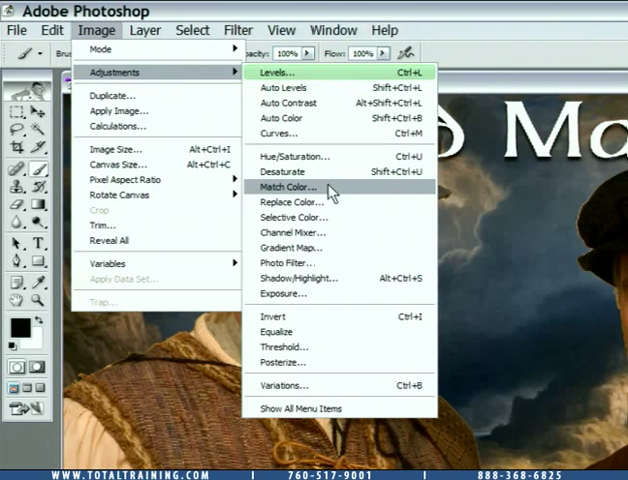 Adobe Photoshop
File Edit Image Layer Select Filter View Window Help
Brus pacity: 100% Flow: 100%
Mode
Adjustments
Duplicate...
Apply Image...
Calculations...
Image Size... Alt+Ctrl+I
Canvas Size... Alt+Ctrl+C
Pixel Aspect Ratio
Rotate Canvas
Crop
Trim...
Reveal All
Variables
Apply Data Set...
Trap...
Levels... Ctrl+L
Auto Levels Shift+Ctrl+L
Auto Contrast Alt+Shift+Ctrl+L
Auto Color Shift+Ctrl+B
Curves... Ctrl+M
Hue/Saturation... Ctrl+U
Desaturate Shift+Ctrl+U
Match Color...
Replace Color...
Selective Color...
Channel Mixer...
Gradient Map...
Photo Filter...
Shadow/Highlight... Alt+Ctrl+S
Exposure...
Invert Ctrl+I
Equalize
Threshold...
Posterize...
Variations... Ctrl+B
Show All Menu Items
Ma
WWW.TOTALTRAINING.COM | 760-517-9001 | 888-368-6825